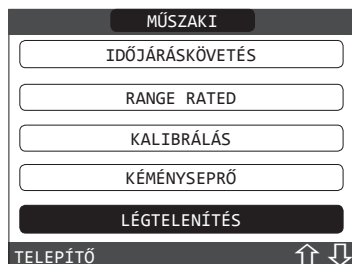 MŰSZAKI
IDŐJÁRÁSKÖVETÉS
RANGE RATED
KALIBRÁLÁS
KÉMÉNYSEPRŐ
LÉGTELENÍTÉS
TELEPÍTŐ